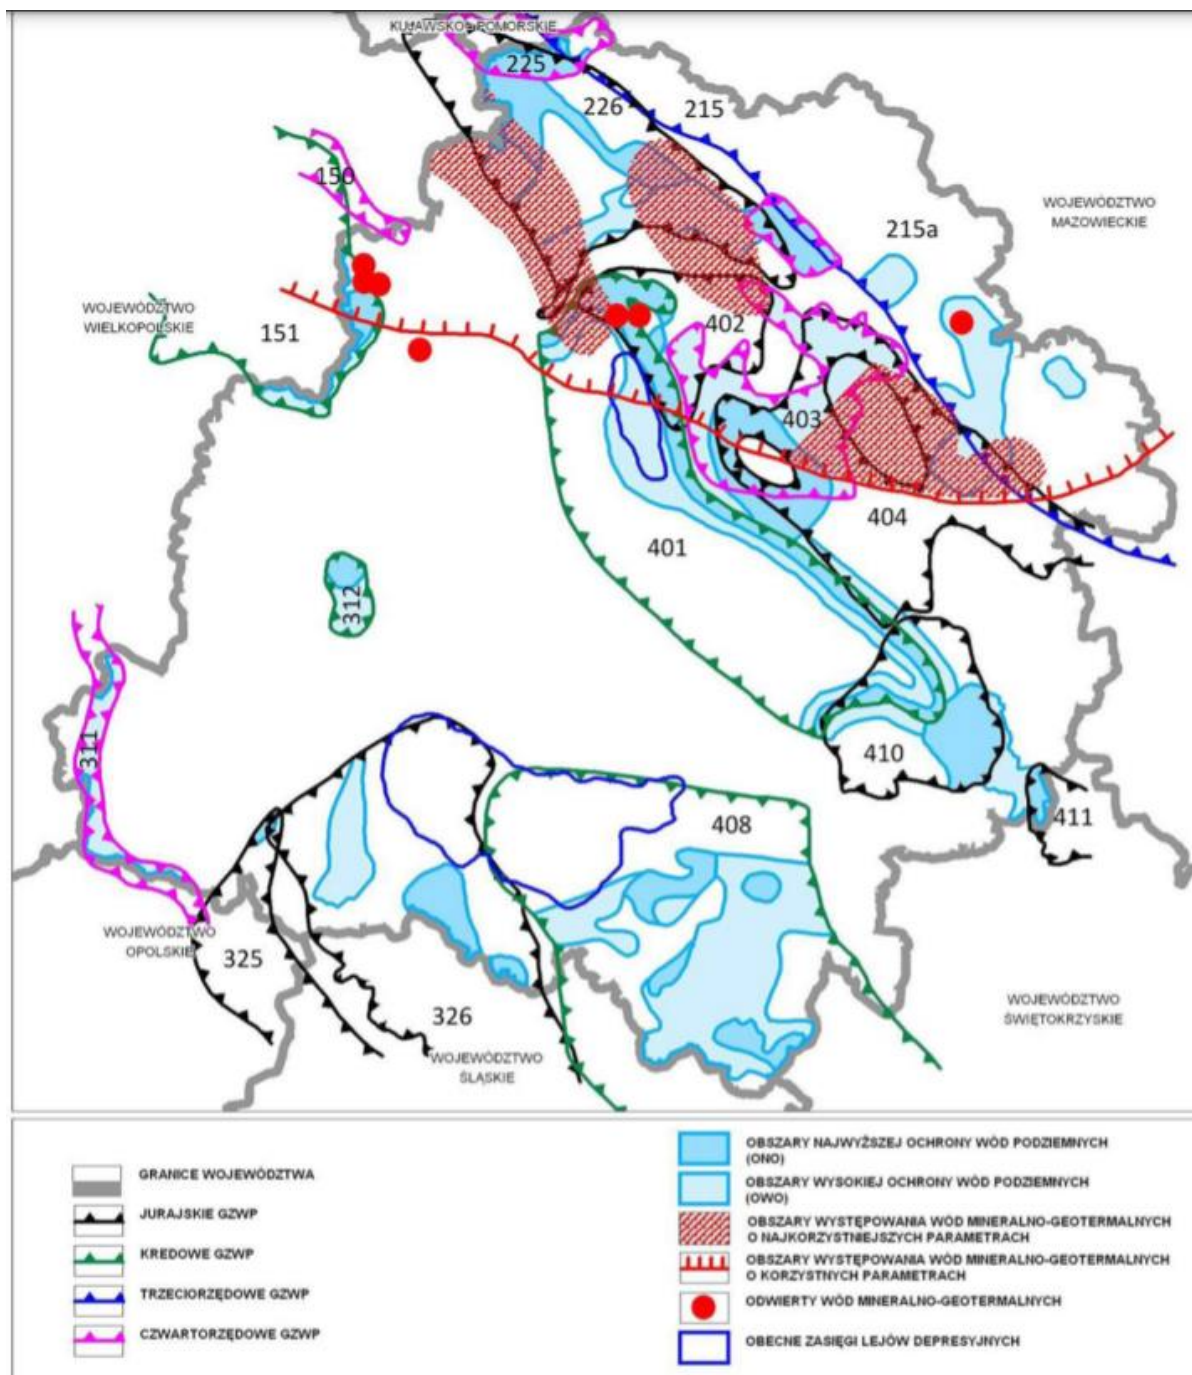 KUJAWSKO - POMORSKIE
225
226
215
150
WOJEWÓDZTWO
MAZOWIECKIE
215a
WOJEWÓDZTWO
WIELKOPOLSKIE
151
402
403
404
401
312
311
410
411
408
WOJEWÓDZTWO
OPOLSKIE
325
326
WOJEWÓDZTWO
ŚLĄSKIE
WOJEWÓDZTWO
ŚWIĘTOKRZYSKIE
GRANICE WOJEWÓDZTWA
JURAJSKIE GZWP
KREDOWE GZWP
TRZECIORZĘDOWE GZWP
CZWARTORZĘDOWE GZWP
OBSZARY NAJWYŻSZEJ OCHRONY WÓD PODZIEMNYCH
(ONO)
OBSZARY WYSOKIEJ OCHRONY WÓD PODZIEMNYCH
(OWO)
OBSZARY WYSTĘPOWANIA WÓD MINERALNO-GEOTERMALNYCH
O NAJKORZYSTNIEJSZYCH PARAMETRACH
OBSZARY WYSTĘPOWANIA WÓD MINERALNO-GEOTERMALNYCH
O KORZYSTNYCH PARAMETRACH
ODWIERTY WÓD MINERALNO-GEOTERMALNYCH
OBECNE ZASIĘGI LEJÓW DEPRESYJNYCH